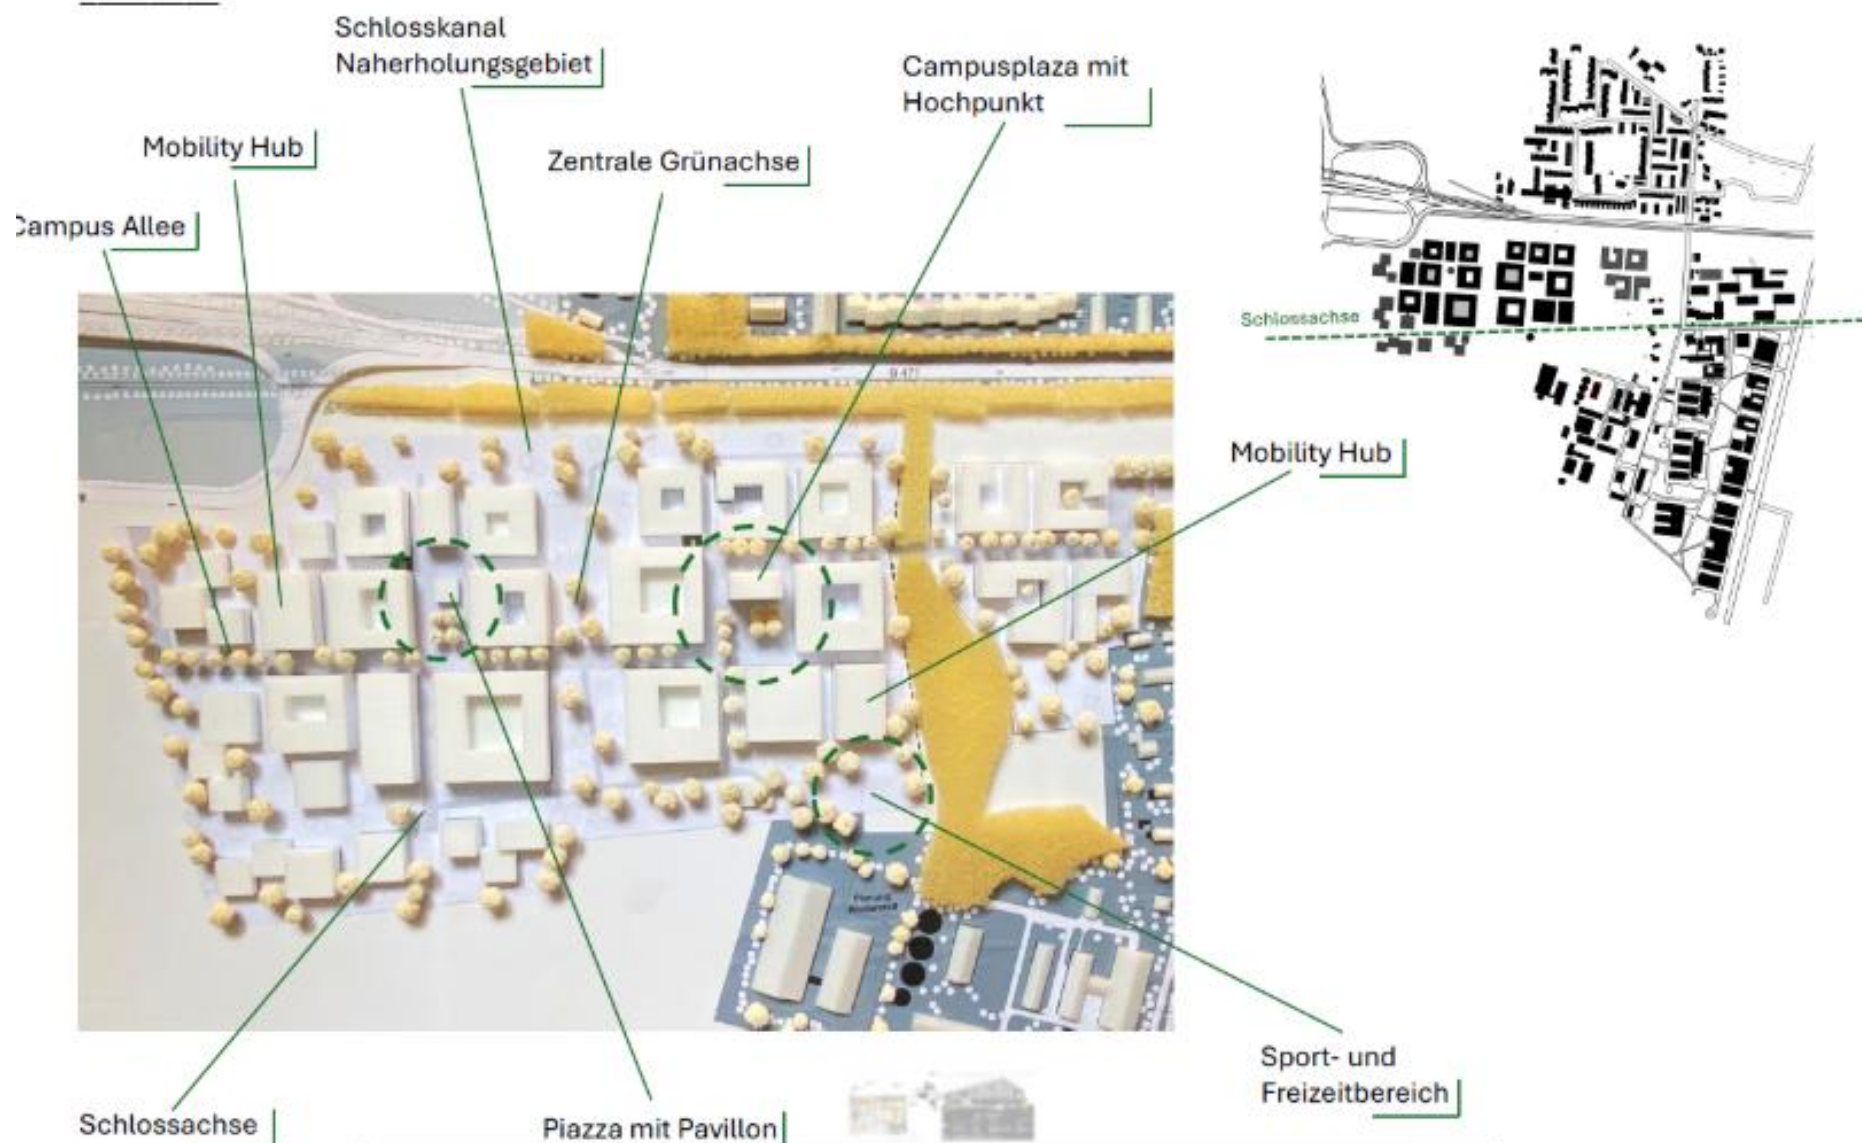 Schlosskanal
Naherholungsgebiet
Campusplaza mit
Hochpunkt
Mobility Hub
Zentrale Grünachse
Campus Allee
Schlossachse
B 471
Mobility Hub
Sport- und
Freizeitbereich
Schlossachse
Piazza mit Pavillon